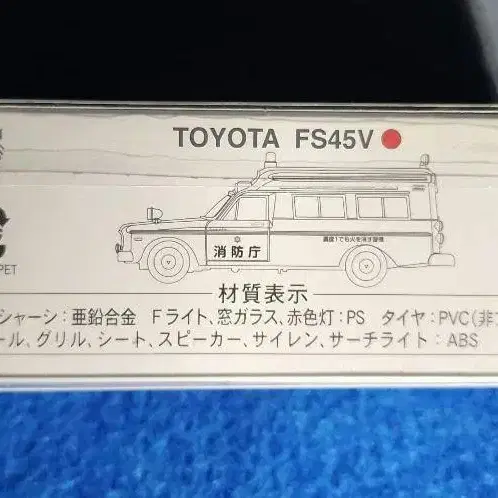 TOYOTA FS45V
消防庁
PET
材質表示
シャーシ:亜鉛合金 Fライト、窓ガラス、赤色灯:PS タイヤ:PVC(非
ール、グリル、シート、スピーカー、サイレン、サーチライト:ABS